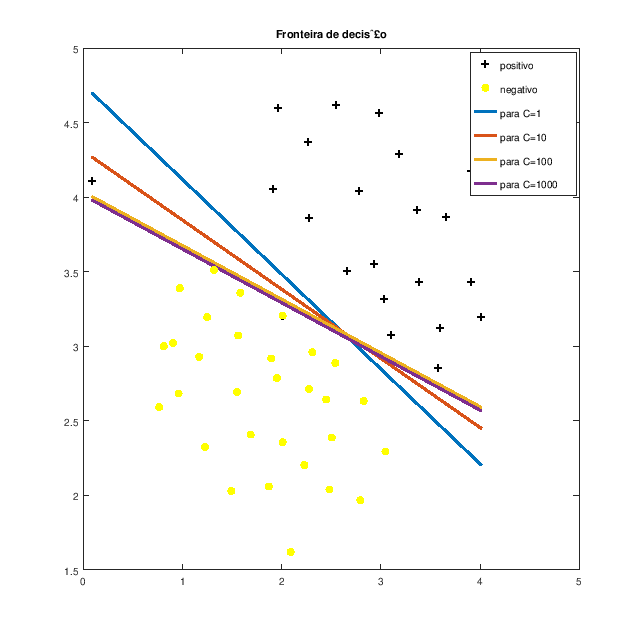 Fronteira de decis˜£o
5
4.5
4
3.5
3
2.5
2
1.5
0
1
2
3
4
5
positivo
negativo
para C=1
para C=10
para C=100
para C=1000